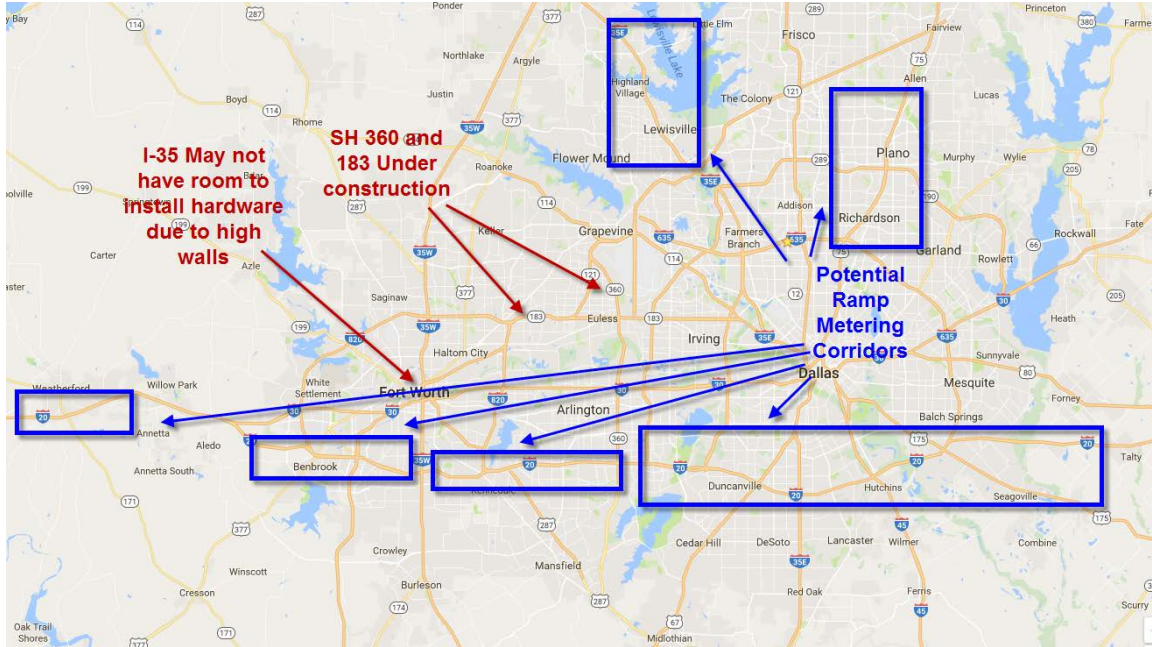 Ponder
Little Elm
Princeton
Fairview
Frisco
Northlake
Argyle
Highland
Village
Allen
Lucas
Boyd
Rhome
Justin
The Colony
Lewisville
SH 360 and
183 Under
construction
I-35 May not
have room to
install hardware
due to high
walls
Roanoke
Flower Mound
Plano
Murphy
Wylie
Keller
Grapevine
Addison
Farmers
Branch
Richardson
Garland
Rowlett
Rockwall
Fate
Carter
Azle
Saginaw
Euless
Irving
Potential
Ramp
Metering
Corridors
Heath
Haltom City
Sunnyvale
Weatherford
Willow Park
White
Settlement
Fort Worth
Arlington
Dallas
Mesquite
Forney
Balch Springs
Annetta
Aledo
Annetta South
Benbrook
Kennedale
Duncanville
Hutchins
Seagoville
Talty
Crowley
Cedar Hill
DeSoto
Lancaster
Wilmer
Combine
Winscott
Mansfield
Burleson
Cresson
Red Oak
Ferris
Scurry
Oak Trail
Shores
Midlothian